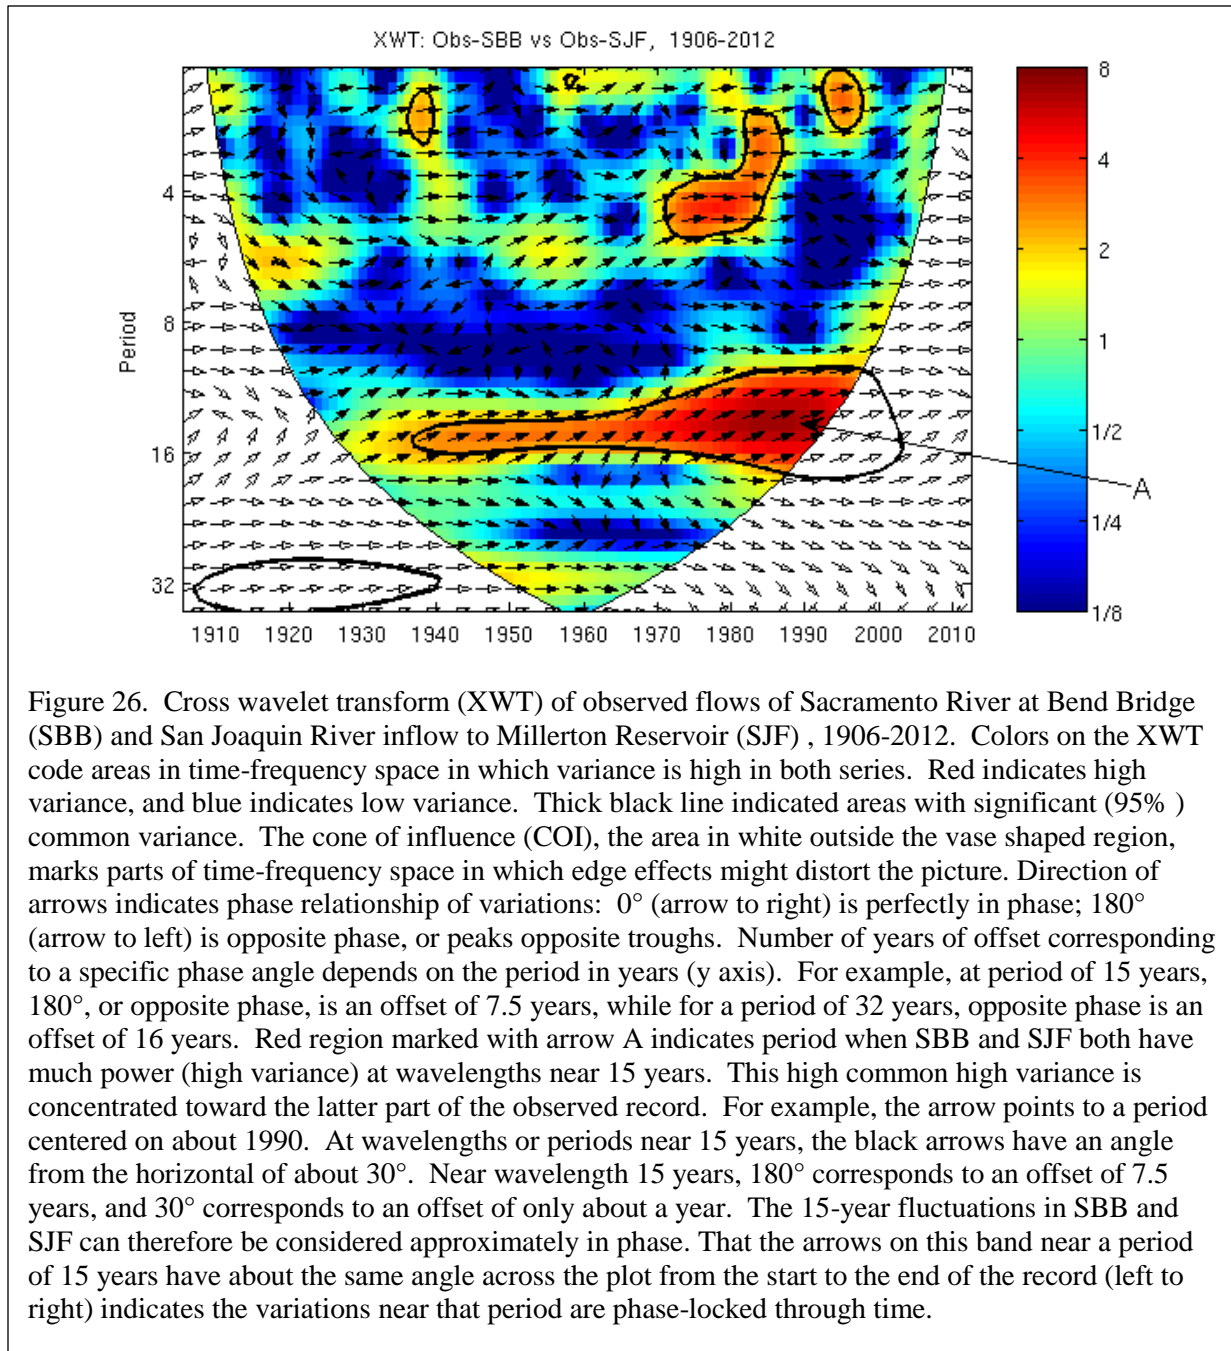 XWT: Obs-SBB vs Obs-SJF, 1906-2012
8
4
2
1
1/2
1/4
1/8
Period
4
8
16
32
A
1910 1920 1930 1940 1950 1960 1970 1980 1990 2000 2010
Figure 26.  Cross wavelet transform (XWT) of observed flows of Sacramento River at Bend Bridge
(SBB) and San Joaquin River inflow to Millerton Reservoir (SJF) , 1906-2012.  Colors on the XWT
code areas in time-frequency space in which variance is high in both series.  Red indicates high
variance, and blue indicates low variance.  Thick black line indicated areas with significant (95% )
common variance.  The cone of influence (COI), the area in white outside the vase shaped region,
marks parts of time-frequency space in which edge effects might distort the picture. Direction of
arrows indicates phase relationship of variations:  0° (arrow to right) is perfectly in phase; 180°
(arrow to left) is opposite phase, or peaks opposite troughs.  Number of years of offset corresponding
to a specific phase angle depends on the period in years (y axis).  For example, at period of 15 years,
180°, or opposite phase, is an offset of 7.5 years, while for a period of 32 years, opposite phase is an
offset of 16 years.  Red region marked with arrow A indicates period when SBB and SJF both have
much power (high variance) at wavelengths near 15 years.  This high common high variance is
concentrated toward the latter part of the observed record.  For example, the arrow points to a period
centered on about 1990.  At wavelengths or periods near 15 years, the black arrows have an angle
from the horizontal of about 30°.  Near wavelength 15 years, 180° corresponds to an offset of 7.5
years, and 30° corresponds to an offset of only about a year.  The 15-year fluctuations in SBB and
SJF can therefore be considered approximately in phase. That the arrows on this band near a period
of 15 years have about the same angle across the plot from the start to the end of the record (left to
right) indicates the variations near that period are phase-locked through time.